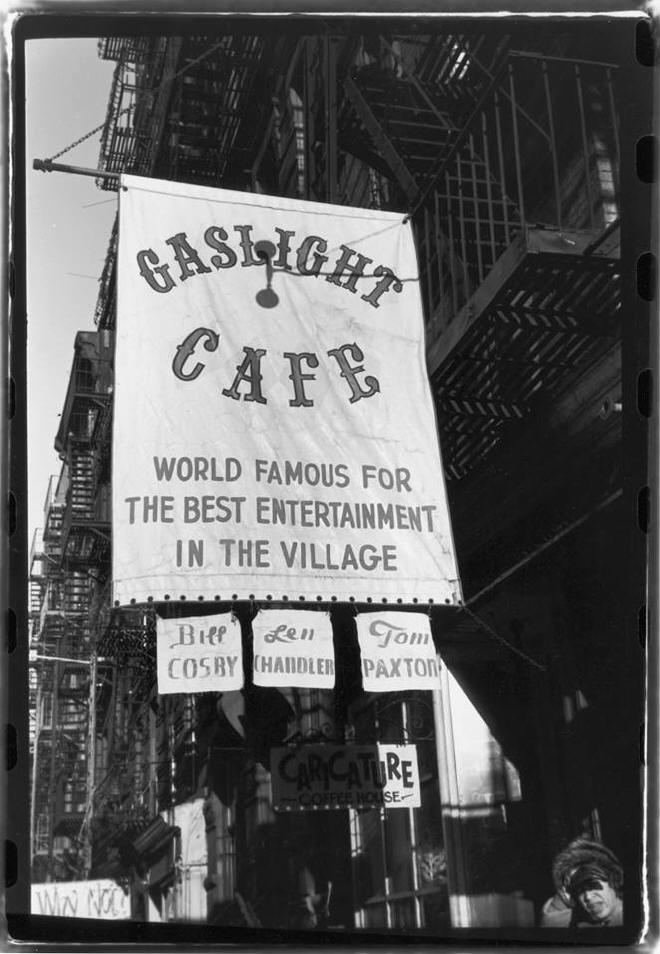 GASLIGHT
CAFE
WORLD FAMOUS FOR
THE BEST ENTERTAINMENT
IN THE VILLAGE
Bill
COSBY
Len
CHANDLER
Tom
PAXTON
CARICATURE
COFFEE HOUSE